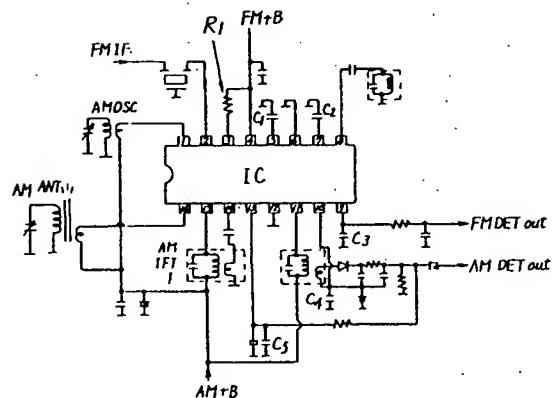 FM+B
R1
FM IF
C1
C2
AM OSC
IC
AM ANT
C3
FM DET out
AM
IFT
1
C4
AM DET out
C5
AM+B